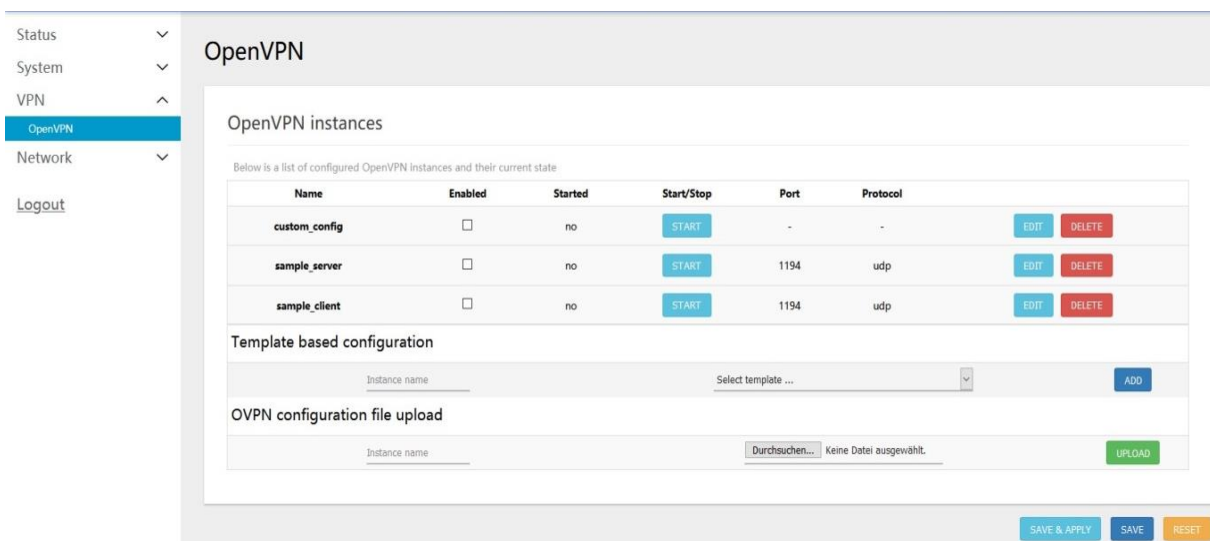 Status
System
VPN
OpenVPN
Network
Logout
OpenVPN
OpenVPN instances
Below is a list of configured OpenVPN instances and their current state
Name Enabled Started Start/Stop Port Protocol
custom_config no START - - EDIT DELETE
sample_server no START 1194 udp EDIT DELETE
sample_client no START 1194 udp EDIT DELETE
Template based configuration
Instance name Select template ... ADD
OVPN configuration file upload
Instance name Durchsuchen... Keine Datei ausgewählt. UPLOAD
SAVE & APPLY SAVE RESET